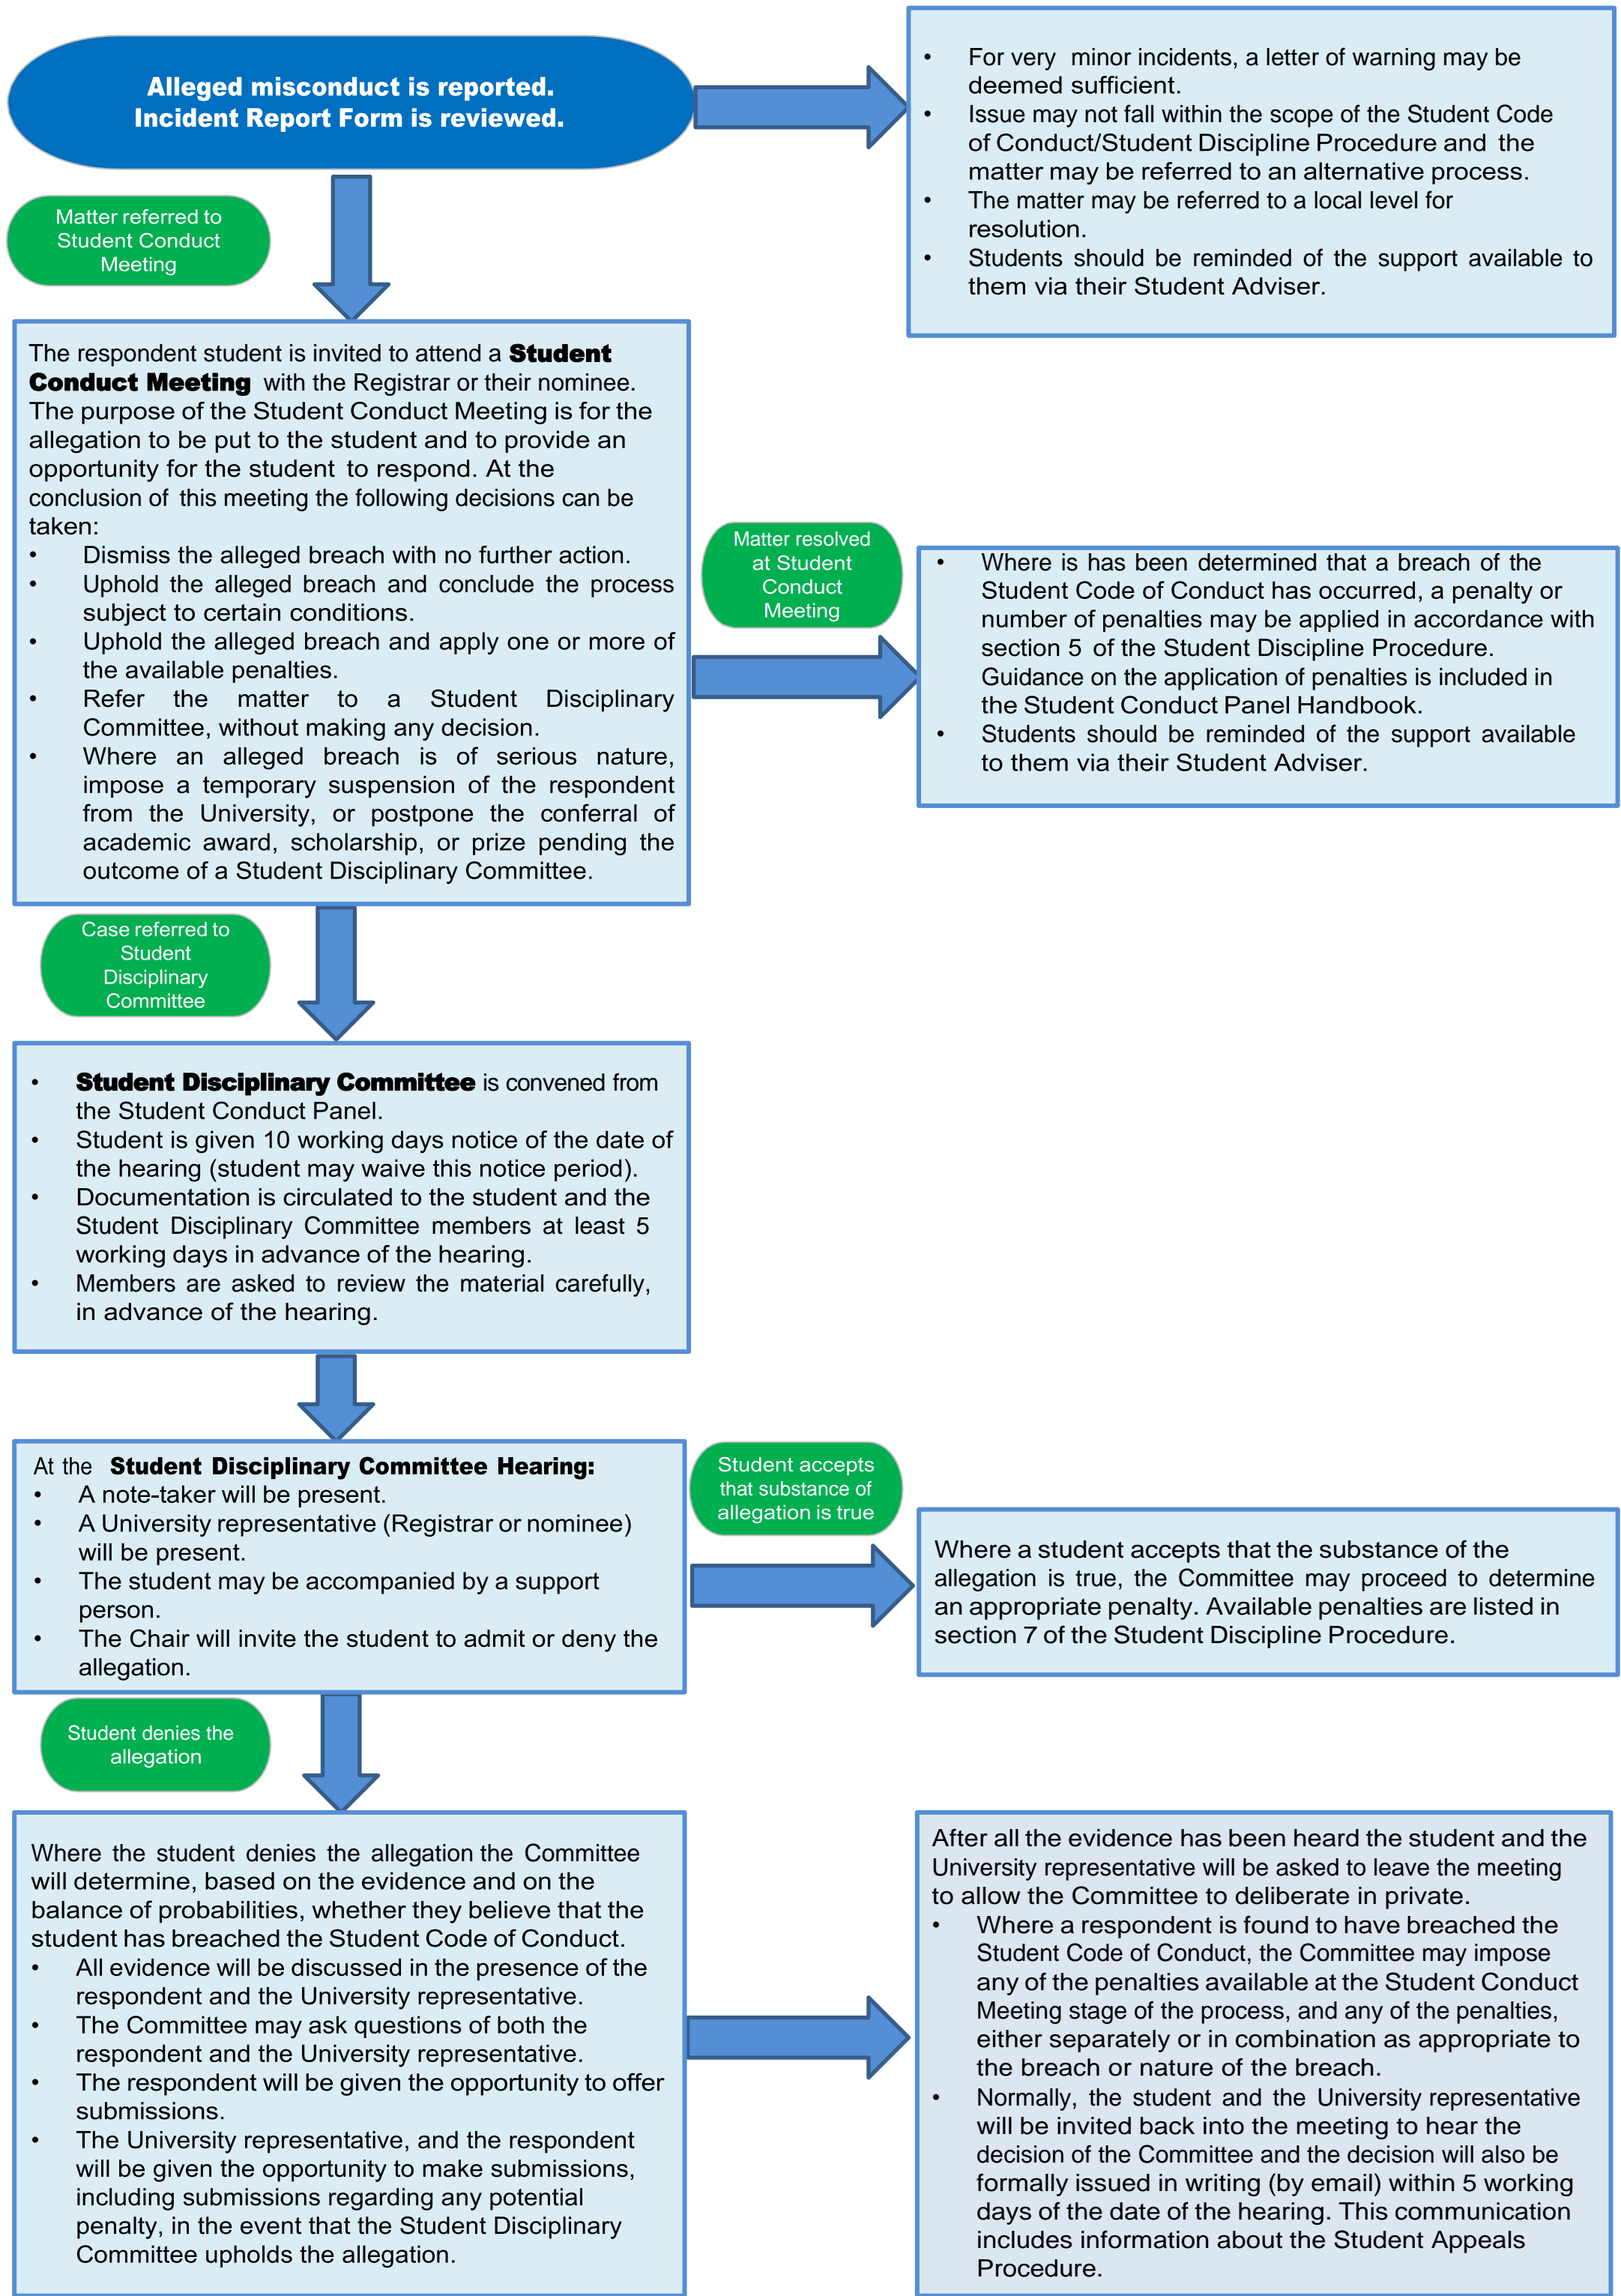 Alleged misconduct is reported.
Incident Report Form is reviewed.
• For very minor incidents, a letter of warning may be
deemed sufficient.
• Issue may not fall within the scope of the Student Code
of Conduct/Student Discipline Procedure and the
matter may be referred to an alternative process.
• The matter may be referred to a local level for
resolution.
• Students should be reminded of the support available to
them via their Student Adviser.
Matter referred to
Student Conduct
Meeting
The respondent student is invited to attend a Student
Conduct Meeting with the Registrar or their nominee.
The purpose of the Student Conduct Meeting is for the
allegation to be put to the student and to provide an
opportunity for the student to respond. At the
conclusion of this meeting the following decisions can be
taken:
• Dismiss the alleged breach with no further action.
• Uphold the alleged breach and conclude the process
subject to certain conditions.
• Uphold the alleged breach and apply one or more of
the available penalties.
• Refer the matter to a Student Disciplinary
Committee, without making any decision.
• Where an alleged breach is of serious nature,
impose a temporary suspension of the respondent
from the University, or postpone the conferral of
academic award, scholarship, or prize pending the
outcome of a Student Disciplinary Committee.
Matter resolved
at Student
Conduct
Meeting
• Where is has been determined that a breach of the
Student Code of Conduct has occurred, a penalty or
number of penalties may be applied in accordance with
section 5 of the Student Discipline Procedure.
Guidance on the application of penalties is included in
the Student Conduct Panel Handbook.
• Students should be reminded of the support available
to them via their Student Adviser.
Case referred to
Student
Disciplinary
Committee
• Student Disciplinary Committee is convened from
the Student Conduct Panel.
• Student is given 10 working days notice of the date of
the hearing (student may waive this notice period).
• Documentation is circulated to the student and the
Student Disciplinary Committee members at least 5
working days in advance of the hearing.
• Members are asked to review the material carefully,
in advance of the hearing.
At the Student Disciplinary Committee Hearing:
• A note-taker will be present.
• A University representative (Registrar or nominee)
will be present.
• The student may be accompanied by a support
person.
• The Chair will invite the student to admit or deny the
allegation.
Student accepts
that substance of
allegation is true
Where a student accepts that the substance of the
allegation is true, the Committee may proceed to determine
an appropriate penalty. Available penalties are listed in
section 7 of the Student Discipline Procedure.
Student denies the
allegation
Where the student denies the allegation the Committee
will determine, based on the evidence and on the
balance of probabilities, whether they believe that the
student has breached the Student Code of Conduct.
• All evidence will be discussed in the presence of the
respondent and the University representative.
• The Committee may ask questions of both the
respondent and the University representative.
• The respondent will be given the opportunity to offer
submissions.
• The University representative, and the respondent
will be given the opportunity to make submissions,
including submissions regarding any potential
penalty, in the event that the Student Disciplinary
Committee upholds the allegation.
After all the evidence has been heard the student and the
University representative will be asked to leave the meeting
to allow the Committee to deliberate in private.
• Where a respondent is found to have breached the
Student Code of Conduct, the Committee may impose
any of the penalties available at the Student Conduct
Meeting stage of the process, and any of the penalties,
either separately or in combination as appropriate to
the breach or nature of the breach.
• Normally, the student and the University representative
will be invited back into the meeting to hear the
decision of the Committee and the decision will also be
formally issued in writing (by email) within 5 working
days of the date of the hearing. This communication
includes information about the Student Appeals
Procedure.